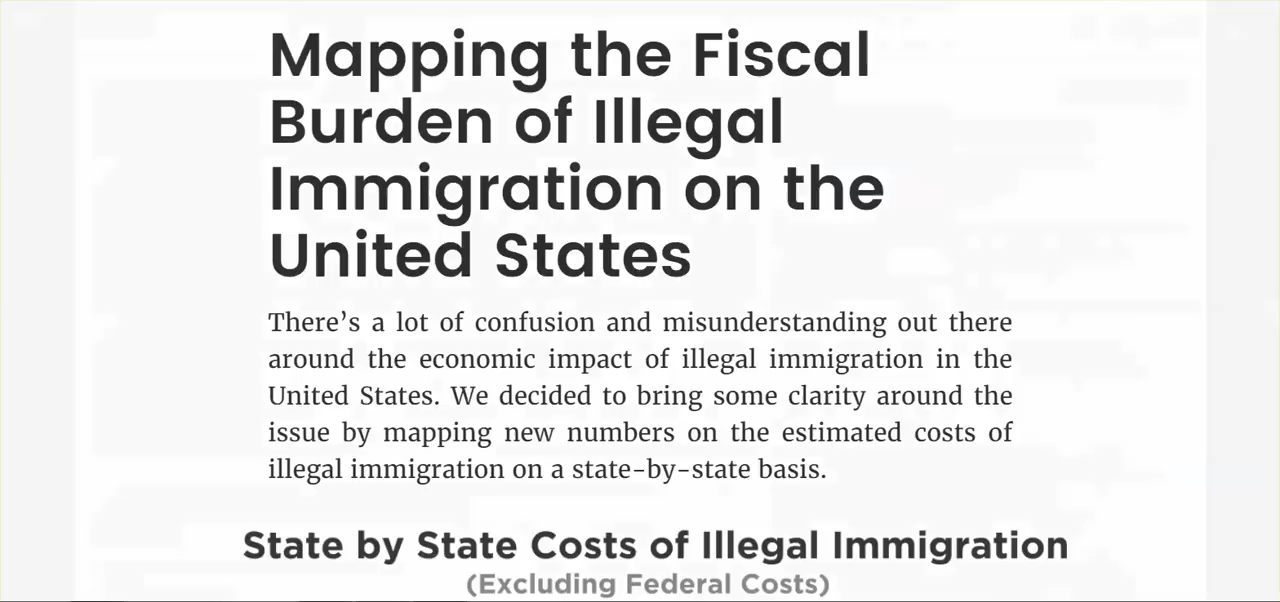 Mapping the Fiscal
Burden of Illegal
Immigration on the
United States
There’s a lot of confusion and misunderstanding out there
around the economic impact of illegal immigration in the
United States. We decided to bring some clarity around the
issue by mapping new numbers on the estimated costs of
illegal immigration on a state-by-state basis.
State by State Costs of Illegal Immigration
(Excluding Federal Costs)